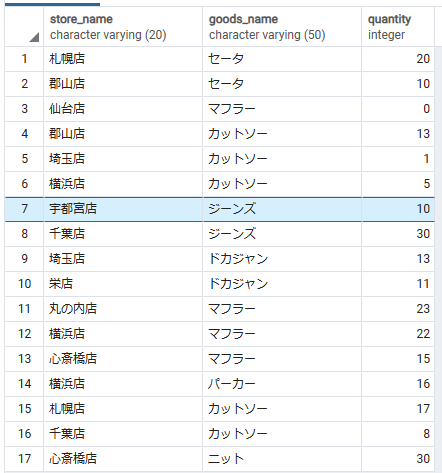 store_name goods_name quantity
character varying (20) character varying (50) integer
1 札幌店 セータ 20
2 郡山店 セータ 10
3 仙台店 マフラー 0
4 郡山店 カットソー 13
5 埼玉店 カットソー 1
6 横浜店 カットソー 5
7 宇都宮店 ジーンズ 10
8 千葉店 ジーンズ 30
9 埼玉店 ドカジャン 13
10 栄店 ドカジャン 11
11 丸の内店 マフラー 23
12 横浜店 マフラー 22
13 心斎橋店 マフラー 15
14 横浜店 パーカー 16
15 札幌店 カットソー 17
16 千葉店 カットソー 8
17 心斎橋店 ニット 30